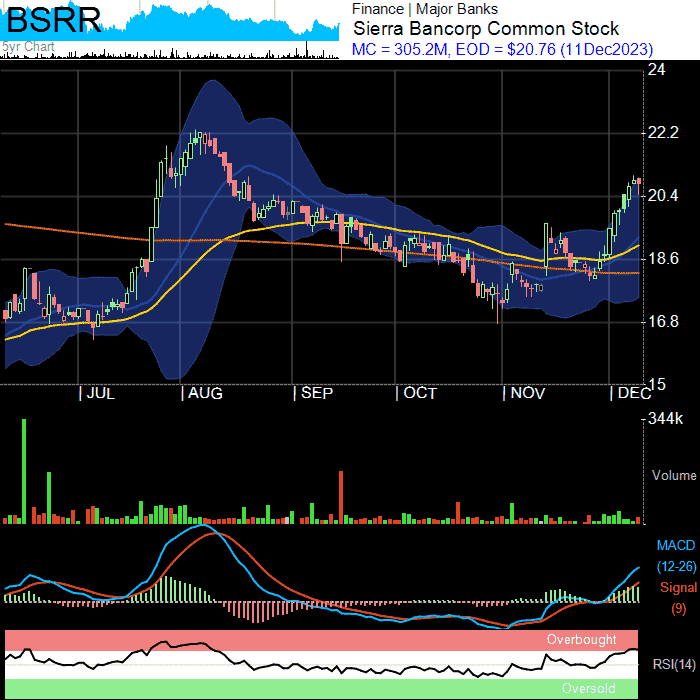 BSRR
5yr Chart
Finance | Major Banks
Sierra Bancorp Common Stock
MC = 305.2M, EOD = $20.76 (11Dec2023)
24
22.2
20.4
18.6
16.8
15
JUL AUG SEP OCT NOV DEC
344k
Volume
MACD
(12-26)
Signal
(9)
Overbought
RSI(14)
Oversold